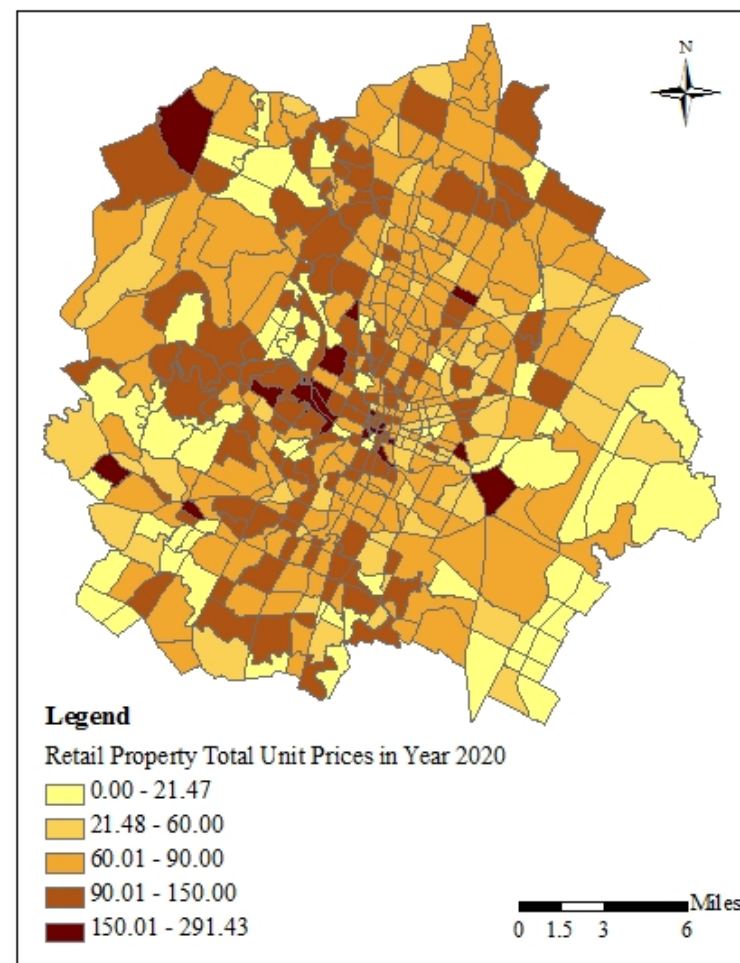 N
Legend
Retail Property Total Unit Prices in Year 2020
0.00 - 21.47
21.48 - 60.00
60.01 - 90.00
90.01 - 150.00
150.01 - 291.43
Miles
0 1.5 3 6